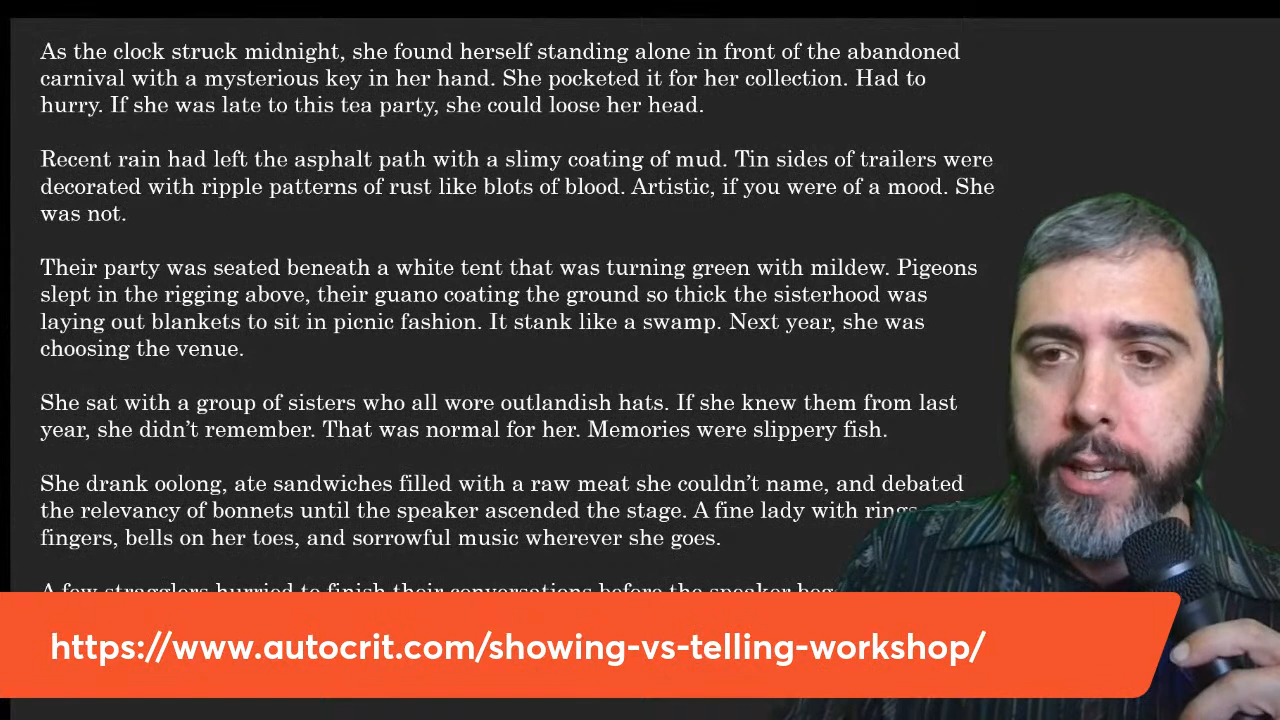 As the clock struck midnight, she found herself standing alone in front of the abandoned
carnival with a mysterious key in her hand. She pocketed it for her collection. Had to
hurry. If she was late to this tea party, she could loose her head.
Recent rain had left the asphalt path with a slimy coating of mud. Tin sides of trailers were
decorated with ripple patterns of rust like blots of blood. Artistic, if you were of a mood. She
was not.
Their party was seated beneath a white tent that was turning green with mildew. Pigeons
slept in the rigging above, their guano coating the ground so thick the sisterhood was
laying out blankets to sit in picnic fashion. It stank like a swamp. Next year, she was
choosing the venue.
She sat with a group of sisters who all wore outlandish hats. If she knew them from last
year, she didn't remember. That was normal for her. Memories were slippery fish.
She drank oolong, ate sandwiches filled with a raw meat she couldn't name, and debated
the relevancy of bonnets until the speaker ascended the stage. A fine lady with rings
fingers, bells on her toes, and sorrowful music wherever she goes.
A few stragglers hurried to finish their conversations before the speaker
https://www.autocrit.com/showing-vs-telling-workshop/